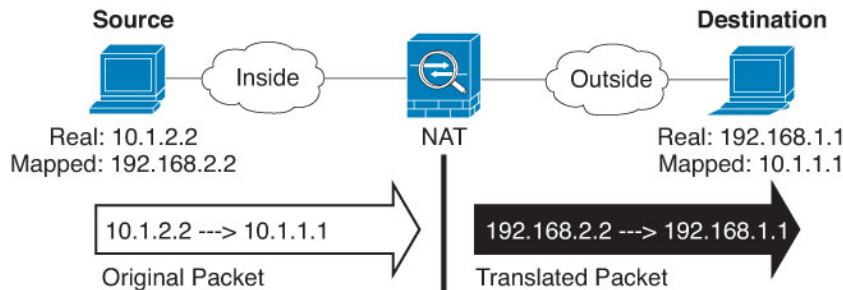 Source
Destination
Inside
Outside
Real: 10.1.2.2
Mapped: 192.168.2.2
NAT
Real: 192.168.1.1
Mapped: 10.1.1.1
10.1.2.2 ---> 10.1.1.1
192.168.2.2 ---> 192.168.1.1
Original Packet
Translated Packet